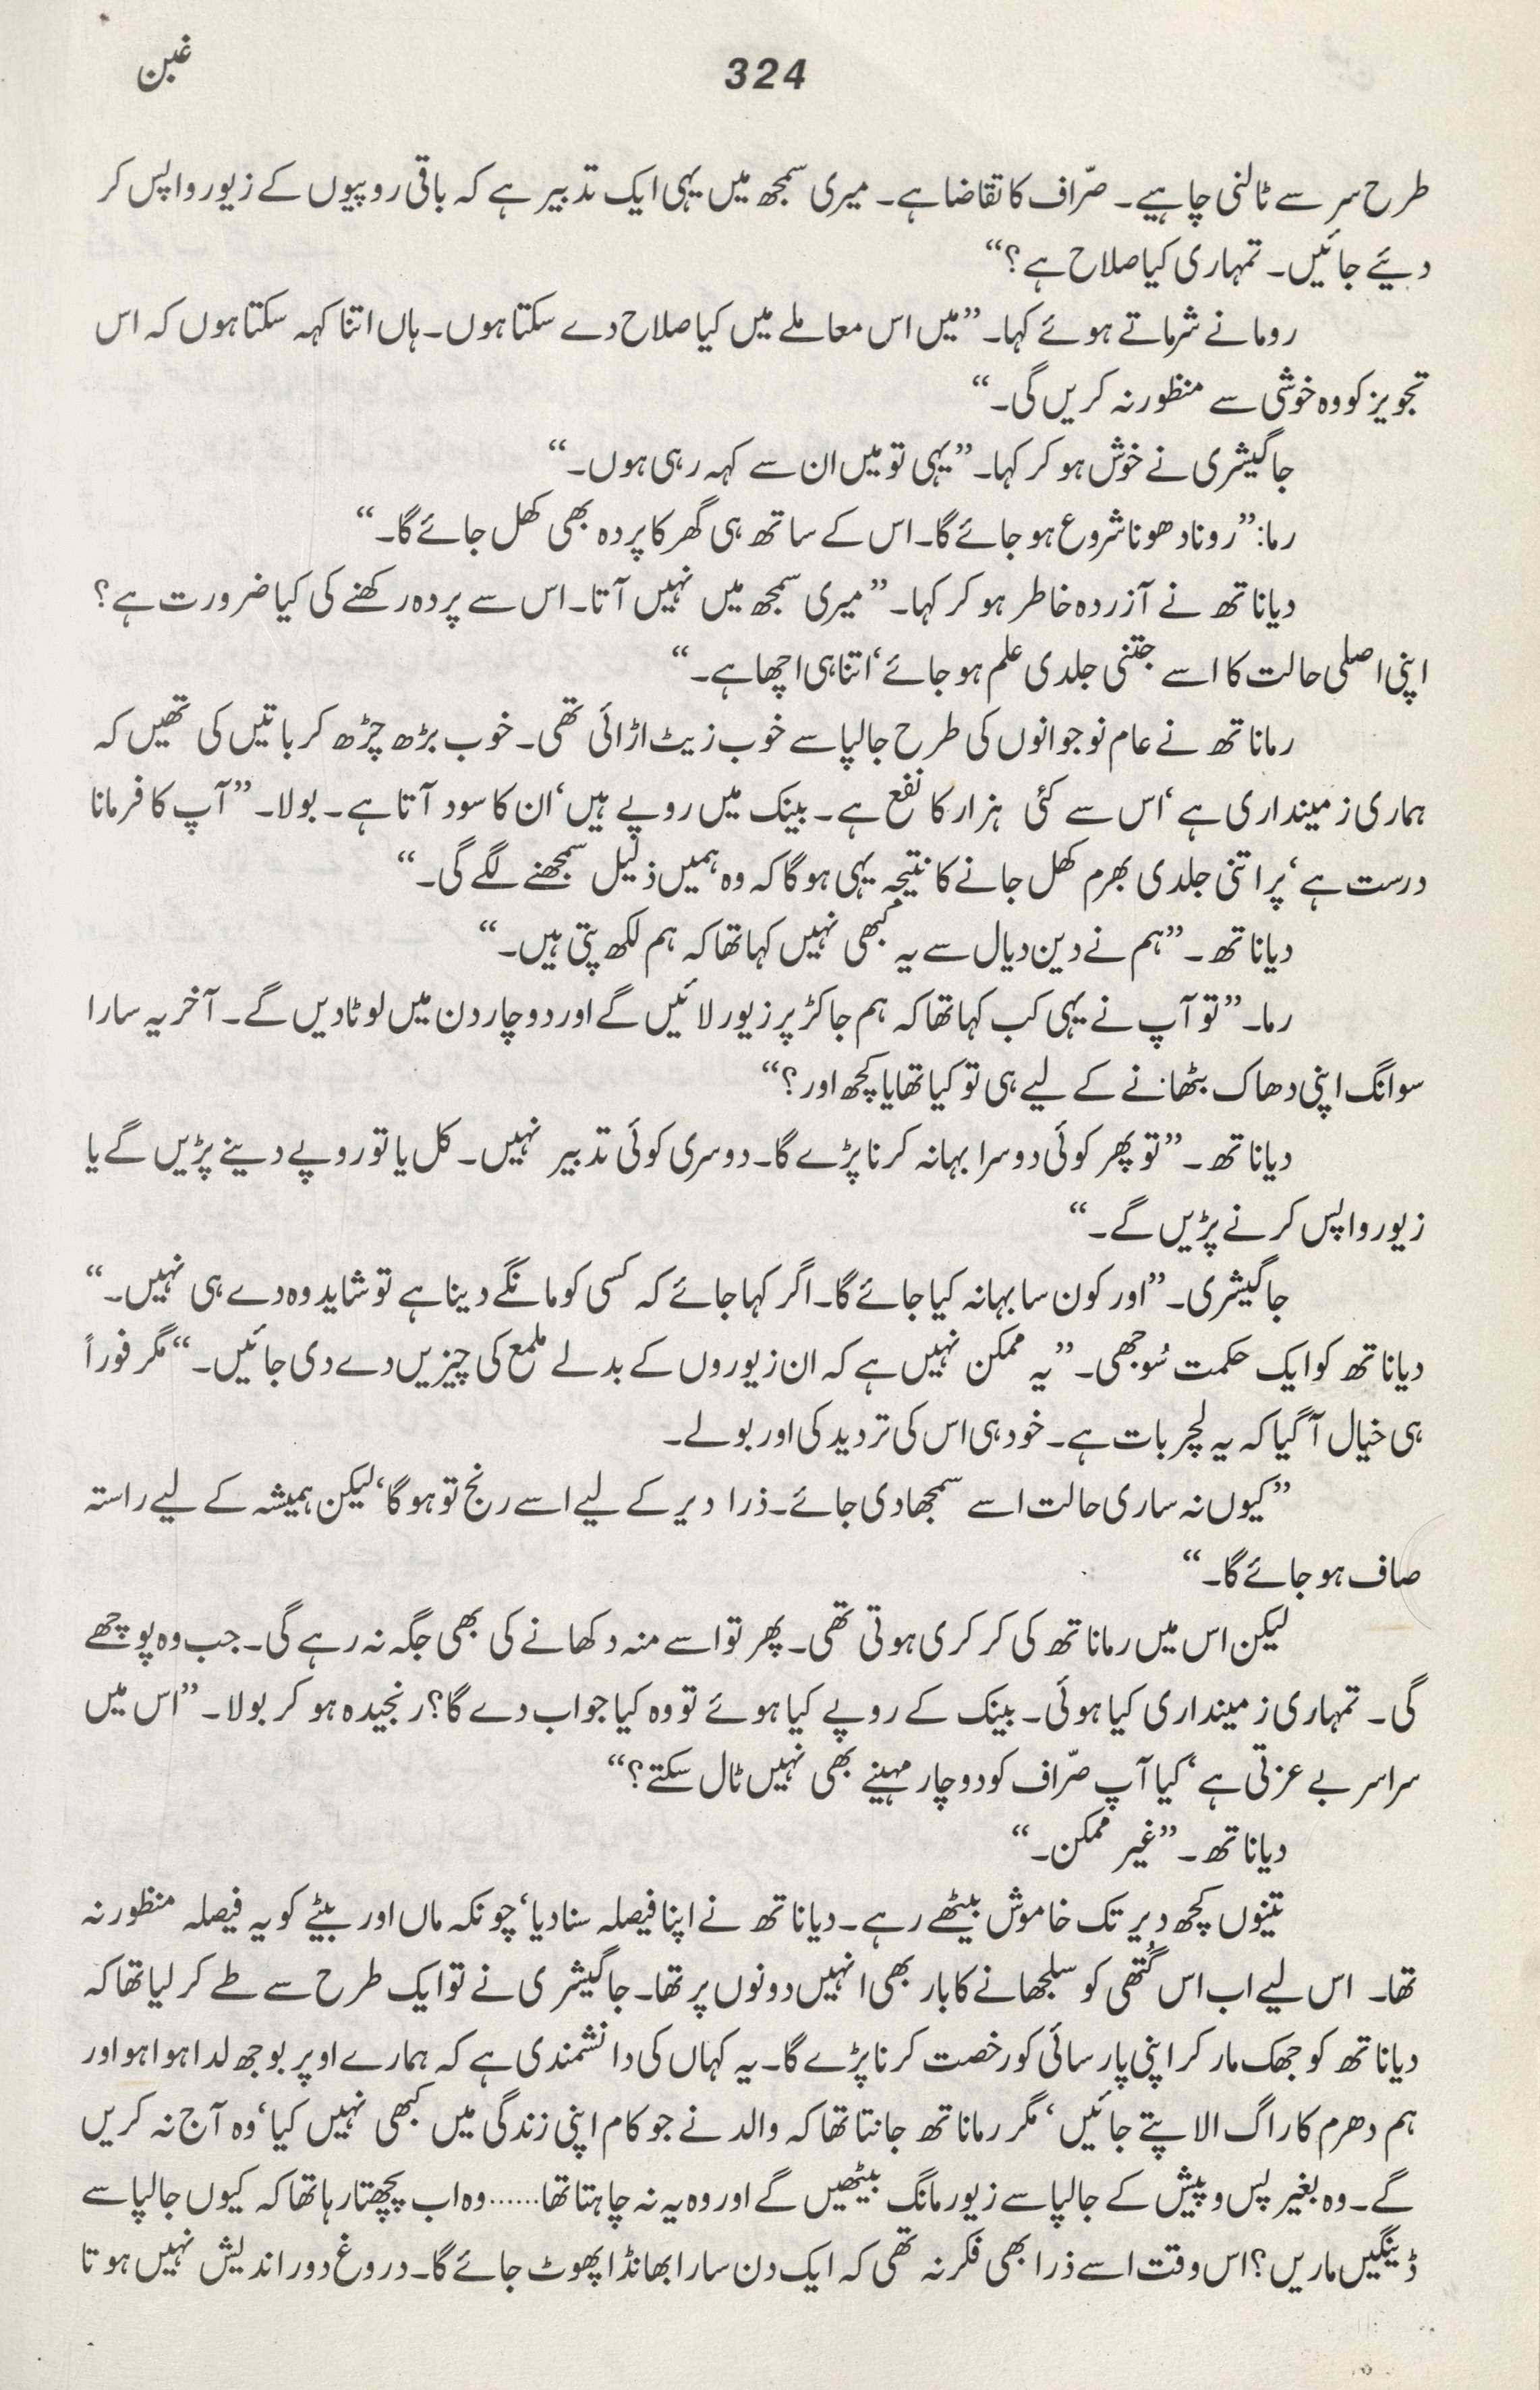 324
غبن
طرح سر سے ٹالنی چاہیے۔ صرّاف کا تقاضا ہے۔ میری سمجھ میں یہی ایک تدبیر ہے کہ باقی روپیوں کے زیور واپس کر
دیئے جائیں۔ تمہاری کیا صلاح ہے؟“
روما نے شرماتے ہوئے کہا۔ ”میں اس معاملے میں کیا صلاح دے سکتا ہوں۔ ہاں اتنا کہہ سکتا ہوں کہ اس
تجویز کو وہ خوشی سے منظور نہ کریں گی۔“
جاگیشری نے خوش ہو کر کہا۔ ”یہی تو میں ان سے کہہ رہی ہوں۔“
رما: ”رونا دھونا شروع ہو جائے گا۔ اس کے ساتھ ہی گھر کا پردہ بھی کھل جائے گا۔“
دیاناتھ نے آزردہ خاطر ہو کر کہا۔ ”میری سمجھ میں نہیں آتا۔ اس سے پردہ رکھنے کی کیا ضرورت ہے؟
اپنی اصلی حالت کا اسے جتنی جلدی علم ہو جائے‘ اتنا ہی اچھا ہے۔“
رماناتھ نے عام نوجوانوں کی طرح جالپا سے خوب زیٹ اڑائی تھی۔ خوب بڑھ چڑھ کر باتیں کی تھیں کہ
ہماری زمینداری ہے‘ اس سے کئی ہزار کا نفع ہے۔ بینک میں روپے ہیں‘ ان کا سود آتا ہے۔ بولا۔ ”آپ کا فرمانا
درست ہے‘ پر اتنی جلدی بھرم کھل جانے کا نتیجہ یہی ہو گا کہ وہ ہمیں ذلیل سمجھنے لگے گی۔“
دیاناتھ۔ ”ہم نے دین دیال سے یہ کبھی نہیں کہا تھا کہ ہم لکھ پتی ہیں۔“
رما۔ ”تو آپ نے یہی کب کہا تھا کہ ہم جاکڑ پر زیور لائیں گے اور دو چار دن میں لوٹا دیں گے۔ آخر یہ سارا
سوانگ اپنی دھاک بٹھانے کے لیے ہی تو کیا تھا یا کچھ اور؟“
دیاناتھ۔ ”تو پھر کوئی دوسرا بہانہ کرنا پڑے گا۔ دوسری کوئی تدبیر نہیں۔ کل یا تو روپے دینے پڑیں گے یا
زیور واپس کرنے پڑیں گے۔“
جاگیشری۔ ”اور کون سا بہانہ کیا جائے گا۔ اگر کہا جائے کہ کسی کو مانگے دینا ہے تو شاید وہ دے ہی نہیں۔“
دیاناتھ کو ایک حکمت سُوجھی۔ ”یہ ممکن نہیں ہے کہ ان زیوروں کے بدلے ملمع کی چیزیں دے دی جائیں۔“ مگر فوراً
ہی خیال آ گیا کہ یہ لچر بات ہے۔ خود ہی اس کی تردید کی اور بولے۔
”کیوں نہ ساری حالت اسے سمجھا دی جائے۔ ذرا دیر کے لیے اسے رنج تو ہو گا‘ لیکن ہمیشہ کے لیے راستہ
صاف ہو جائے گا۔“
لیکن اس میں رماناتھ کی کرکری ہوتی تھی۔ پھر تو اسے منہ دکھانے کی بھی جگہ نہ رہے گی۔ جب وہ پوچھے
گی۔ تمہاری زمینداری کیا ہوئی۔ بینک کے روپے کیا ہوئے تو وہ کیا جواب دے گا؟ رنجیدہ ہو کر بولا۔ ”اس میں
سراسر بے عزتی ہے‘ کیا آپ صرّاف کو دو چار مہینے بھی نہیں ٹال سکتے؟“
دیاناتھ۔ ”غیر ممکن۔“
تینوں کچھ دیر تک خاموش بیٹھے رہے۔ دیاناتھ نے اپنا فیصلہ سنا دیا‘ چونکہ ماں اور بیٹے کو یہ فیصلہ منظور نہ
تھا۔ اس لیے اب اس گُتھی کو سلجھانے کا بار بھی انہیں دونوں پر تھا۔ جاگیشری نے تو ایک طرح سے طے کر لیا تھا کہ
دیاناتھ کو جھک مار کر اپنی پارسائی کو رخصت کرنا پڑے گا۔ یہ کہاں کی دانشمندی ہے کہ ہمارے اوپر بوجھ لدا ہوا ہو اور
ہم دھرم کا راگ الاپتے جائیں‘ مگر رماناتھ جانتا تھا کہ والد نے جو کام اپنی زندگی میں کبھی نہیں کیا‘ وہ آج نہ کریں
گے۔ وہ بغیر پس و پیش کے جالپا سے زیور مانگ بیٹھیں گے اور وہ یہ نہ چاہتا تھا…… وہ اب پچھتا رہا تھا کہ کیوں جالپا سے
ڈینگیں ماریں؟ اس وقت اسے ذرا بھی فکر نہ تھی کہ ایک دن سارا بھانڈا پھوٹ جائے گا۔ دروغ دور اندیش نہیں ہوتا